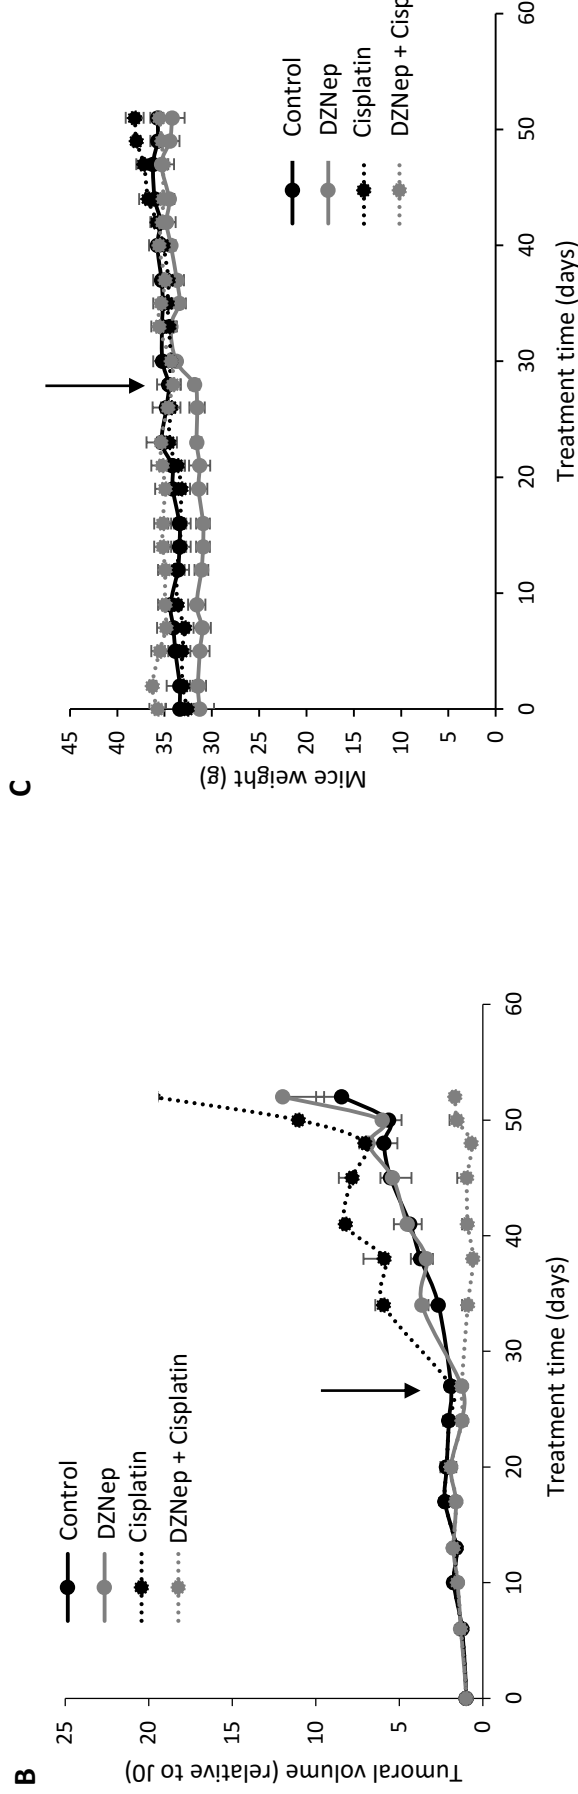 B
Tumoral volume (relative to J0)
25
20
15
10
5
0
0
10
20
30
40
50
60
Treatment time (days)
Control
DZNep
Cisplatin
DZNep + Cisplatin
C
Mice weight (g)
45
40
35
30
25
20
15
10
5
0
0
10
20
30
40
50
60
Treatment time (days)
Control
DZNep
Cisplatin
DZNep + Cisp